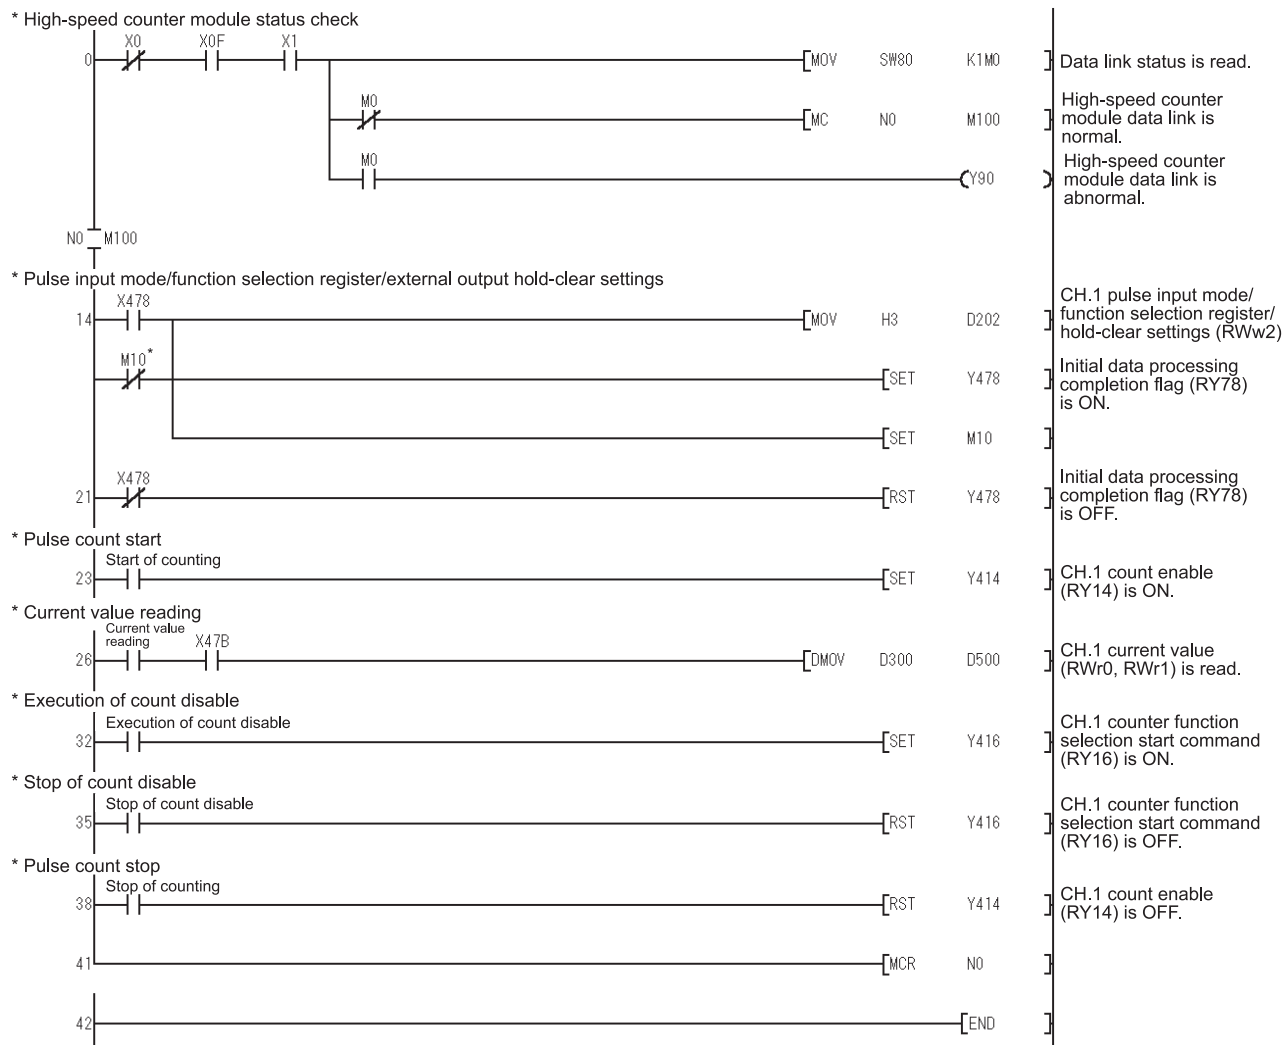 * High-speed counter module status check
X0 X0F X1
0 MOV SW80 K1M0 Data link status is read.
M0 High-speed counter
MC N0 M100 module data link is
normal.
M0 High-speed counter
Y90 module data link is
abnormal.
N0 M100
* Pulse input mode/function selection register/external output hold-clear settings
X478 CH.1 pulse input mode/
14 MOV H3 D202 function selection register/
hold-clear settings (RWw2)
M10* Initial data processing
SET Y478 completion flag (RY78)
is ON.
SET M10
X478 Initial data processing
21 RST Y478 completion flag (RY78)
is OFF.
* Pulse count start
Start of counting
23 SET Y414 CH.1 count enable
(RY14) is ON.
* Current value reading
Current value
reading X47B
26 DMOV D300 D500 CH.1 current value
(RWr0, RWr1) is read.
* Execution of count disable
Execution of count disable CH.1 counter function
32 SET Y416 selection start command
(RY16) is ON.
* Stop of count disable
Stop of count disable CH.1 counter function
35 RST Y416 selection start command
(RY16) is OFF.
* Pulse count stop
Stop of counting
38 RST Y414 CH.1 count enable
(RY14) is OFF.
41 MCR N0
42 END